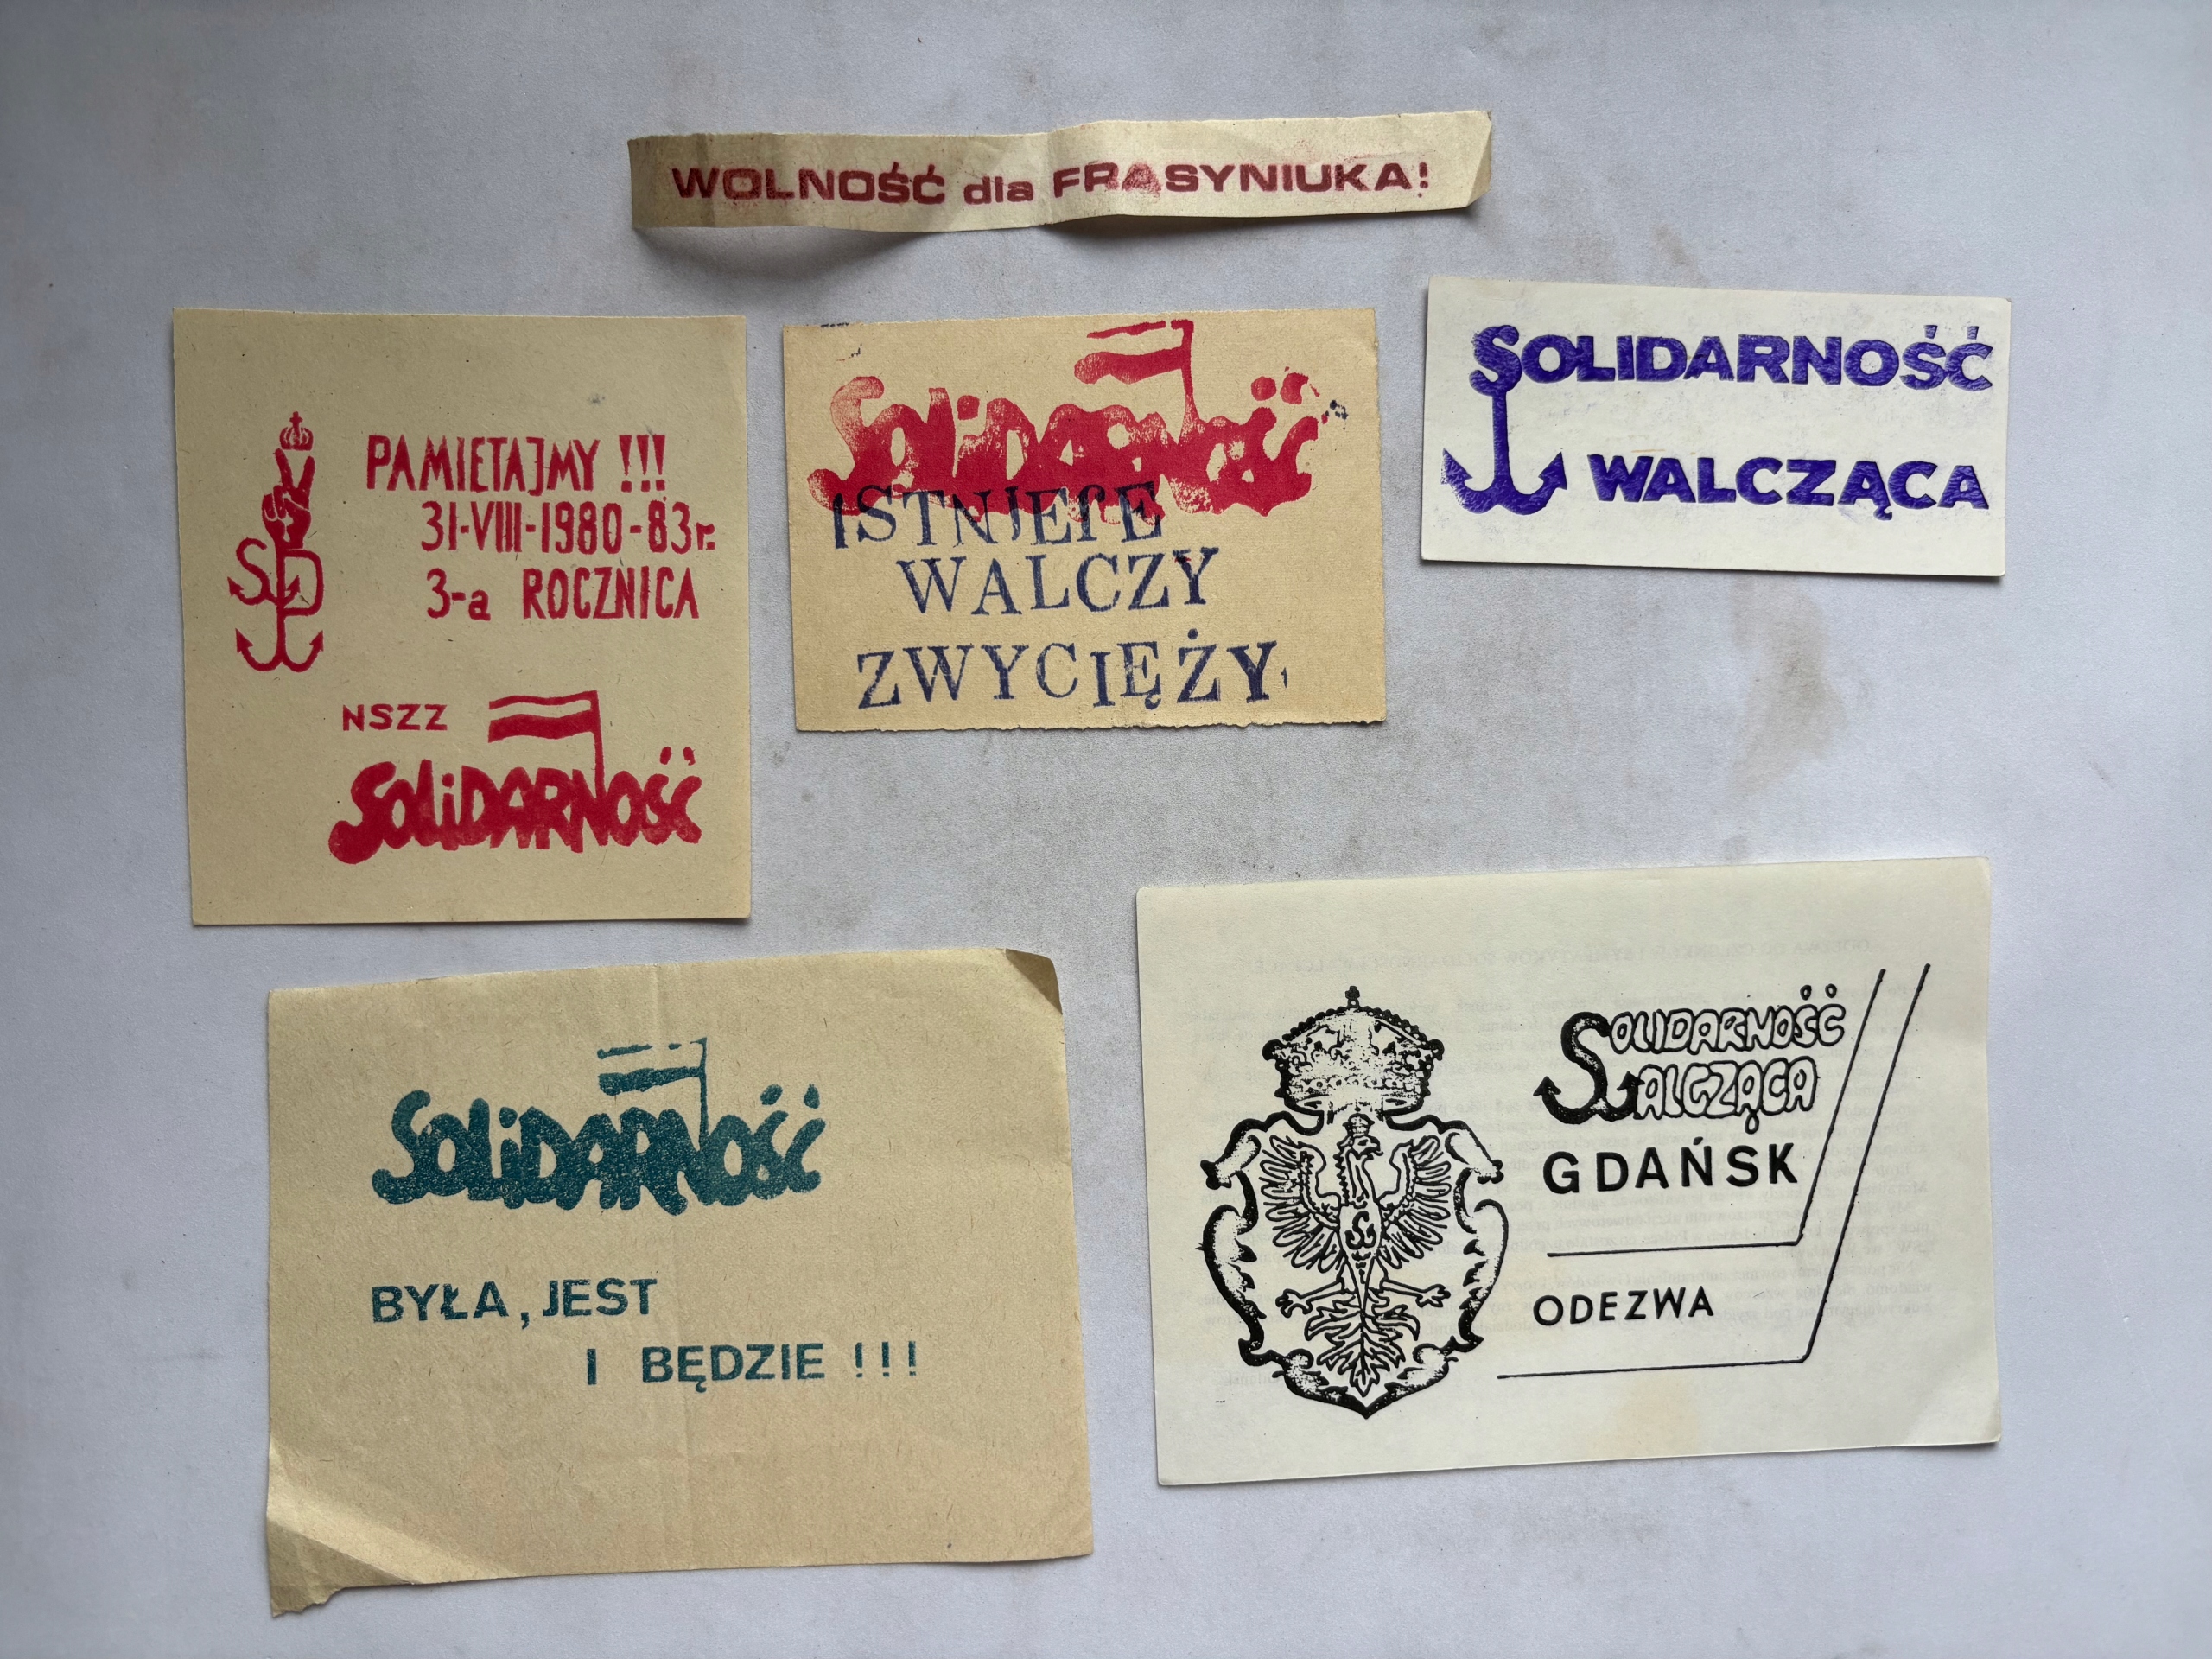 WOLNOŚĆ dla FRASYNIUKA!
PAMIETAJMY !!!
31-VIII-1980-83r.
3-a ROCZNICA
NSZZ
SOLIDARNOŚĆ
SOLIDARNOŚĆ
ISTNJEJE
WALCZY
ZWYCIĘŻY
SOLIDARNOŚĆ
WALCZĄCA
SOLIDARNOŚĆ
BYŁA, JEST
I BĘDZIE !!!
SOLIDARNOŚĆ
WALCZĄCA
GDAŃSK
ODEZWA